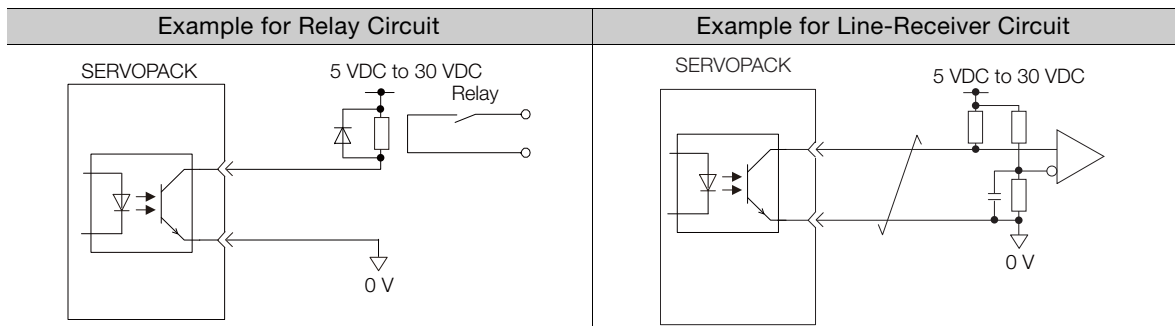 Example for Relay Circuit
Example for Line-Receiver Circuit
SERVOPACK
5 VDC to 30 VDC
Relay
0 V
SERVOPACK
5 VDC to 30 VDC
0 V